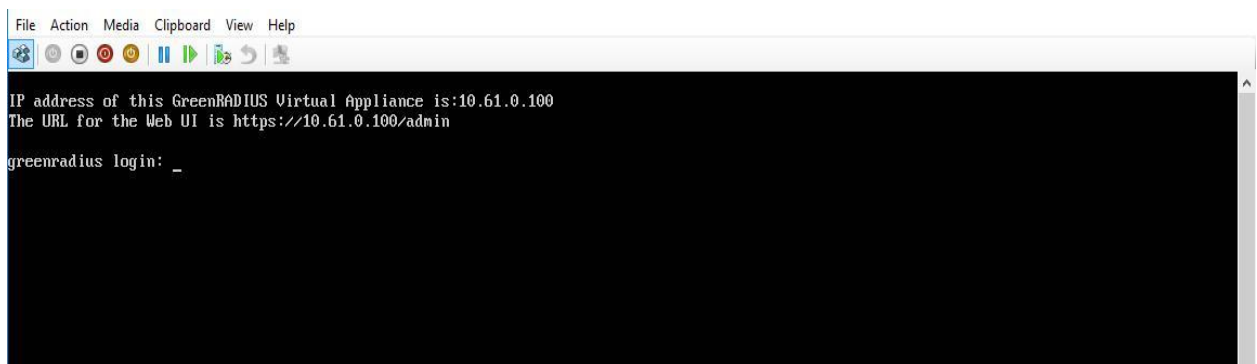 File Action Media Clipboard View Help
IP address of this GreenRADIUS Virtual Appliance is:10.61.0.100
The URL for the Web UI is https://10.61.0.100/admin
greenradius login: _